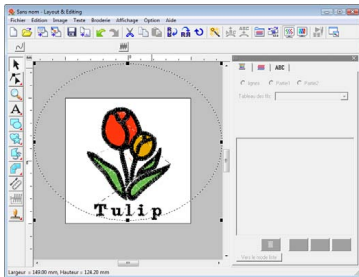 Sans nom - Layout & Editing
Fichier Edition Image Texte Broderie Affichage Option Aide
ABC
Tulip
Largeur = 149.00 mm, Hauteur = 124.20 mm